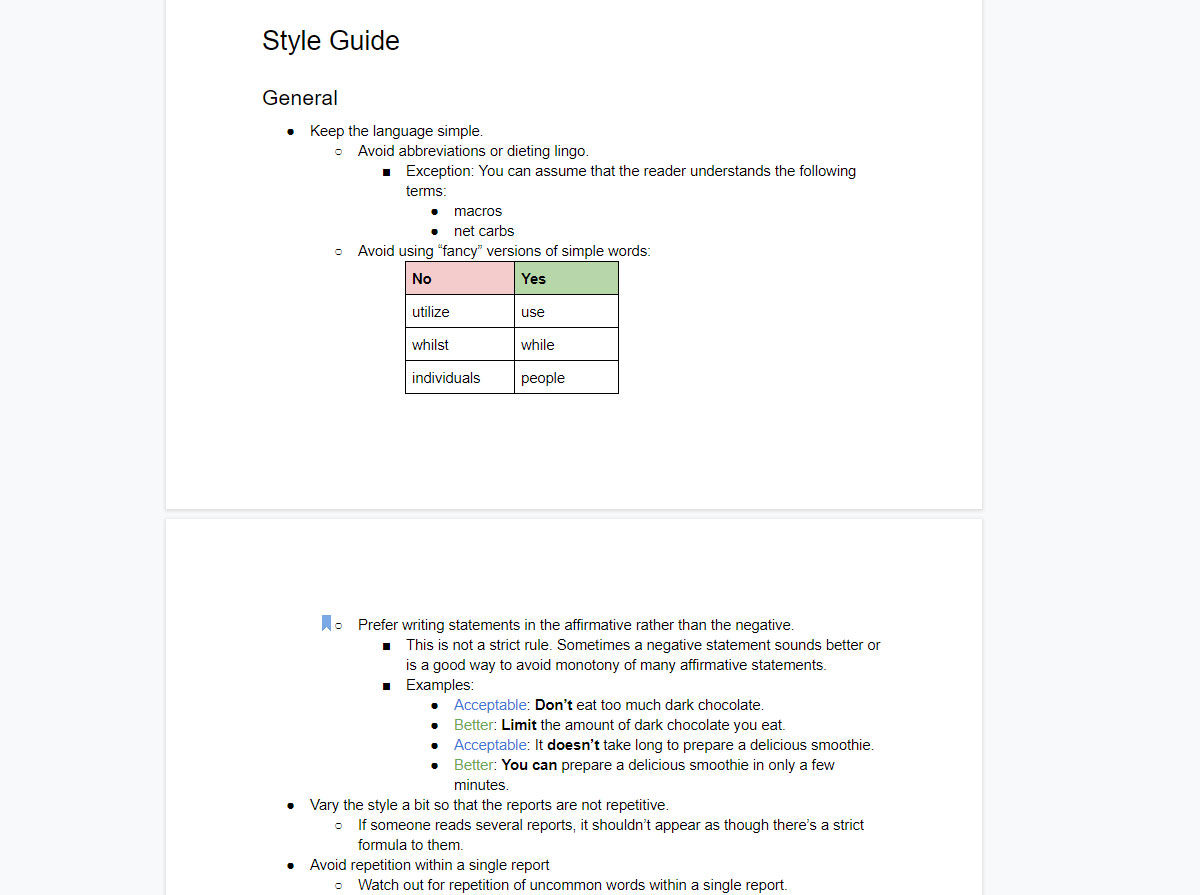 Style Guide
General
● Keep the language simple.
○ Avoid abbreviations or dieting lingo.
■ Exception: You can assume that the reader understands the following
terms:
● macros
● net carbs
○ Avoid using “fancy” versions of simple words:
No Yes
utilize use
whilst while
individuals people
○ Prefer writing statements in the affirmative rather than the negative.
■ This is not a strict rule. Sometimes a negative statement sounds better or
is a good way to avoid monotony of many affirmative statements.
■ Examples:
● Acceptable: Don’t eat too much dark chocolate.
● Better: Limit the amount of dark chocolate you eat.
● Acceptable: It doesn’t take long to prepare a delicious smoothie.
● Better: You can prepare a delicious smoothie in only a few
minutes.
● Vary the style a bit so that the reports are not repetitive.
○ If someone reads several reports, it shouldn’t appear as though there’s a strict
formula to them.
● Avoid repetition within a single report
○ Watch out for repetition of uncommon words within a single report.